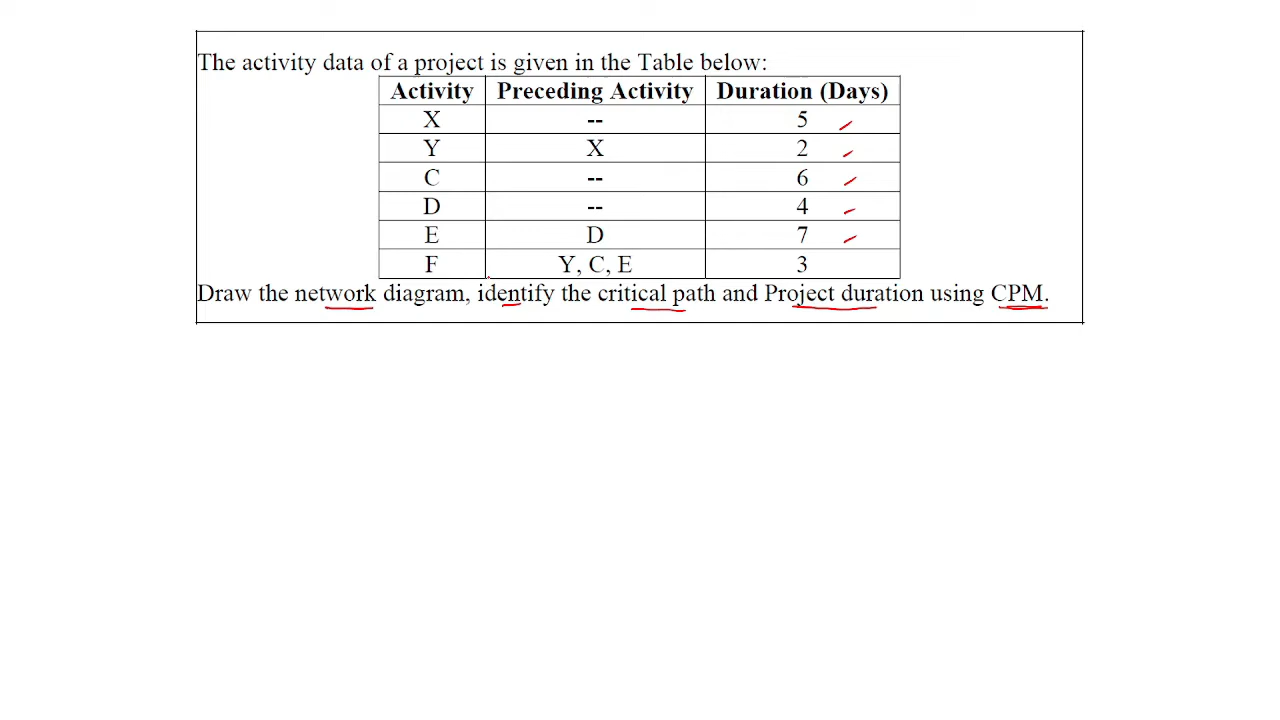 The activity data of a project is given in the Table below:
Activity Preceding Activity Duration (Days)
X -- 5
Y X 2
C -- 6
D -- 4
E D 7
F Y, C, E 3
Draw the network diagram, identify the critical path and Project duration using CPM.